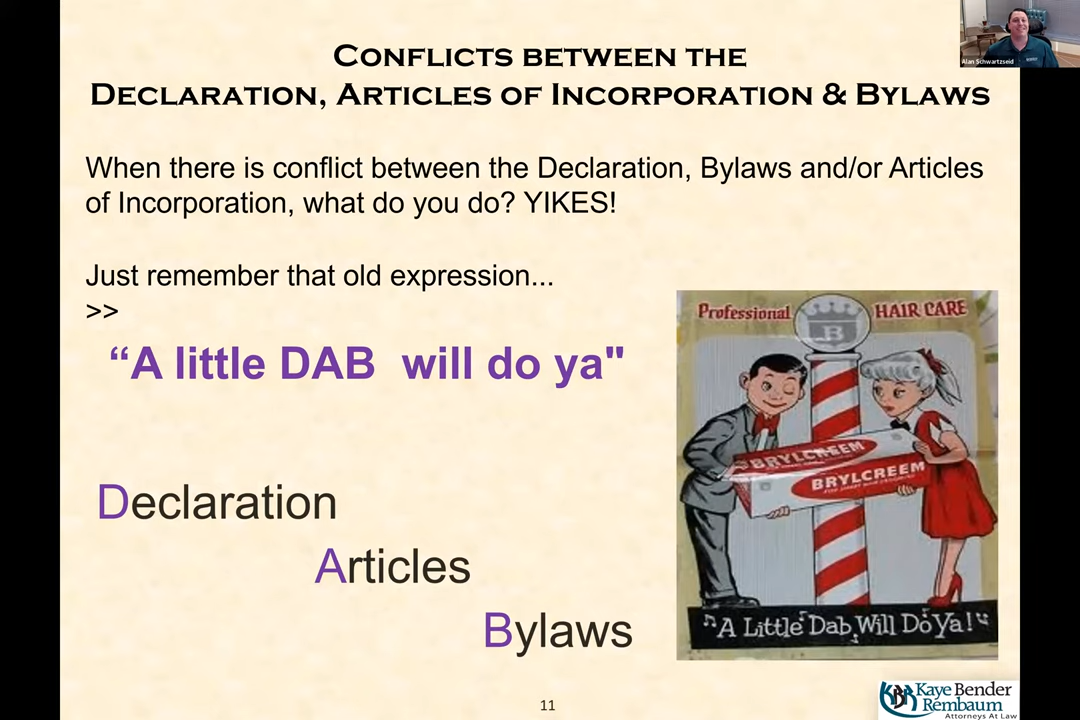 CONFLICTS BETWEEN THE
DECLARATION, ARTICLES OF INCORPORATION & BYLAWS
Alan Schwartzseid
When there is conflict between the Declaration, Bylaws and/or Articles
of Incorporation, what do you do? YIKES!
Just remember that old expression...
>>
“A little DAB will do ya"
Declaration
Articles
Bylaws
Professional
HAIR CARE
B
BRYLCREEM
BRYLCREEM
"A Little Dab Will Do Ya!"
11
KBR
Kaye Bender
Rembaum
Attorneys At Law